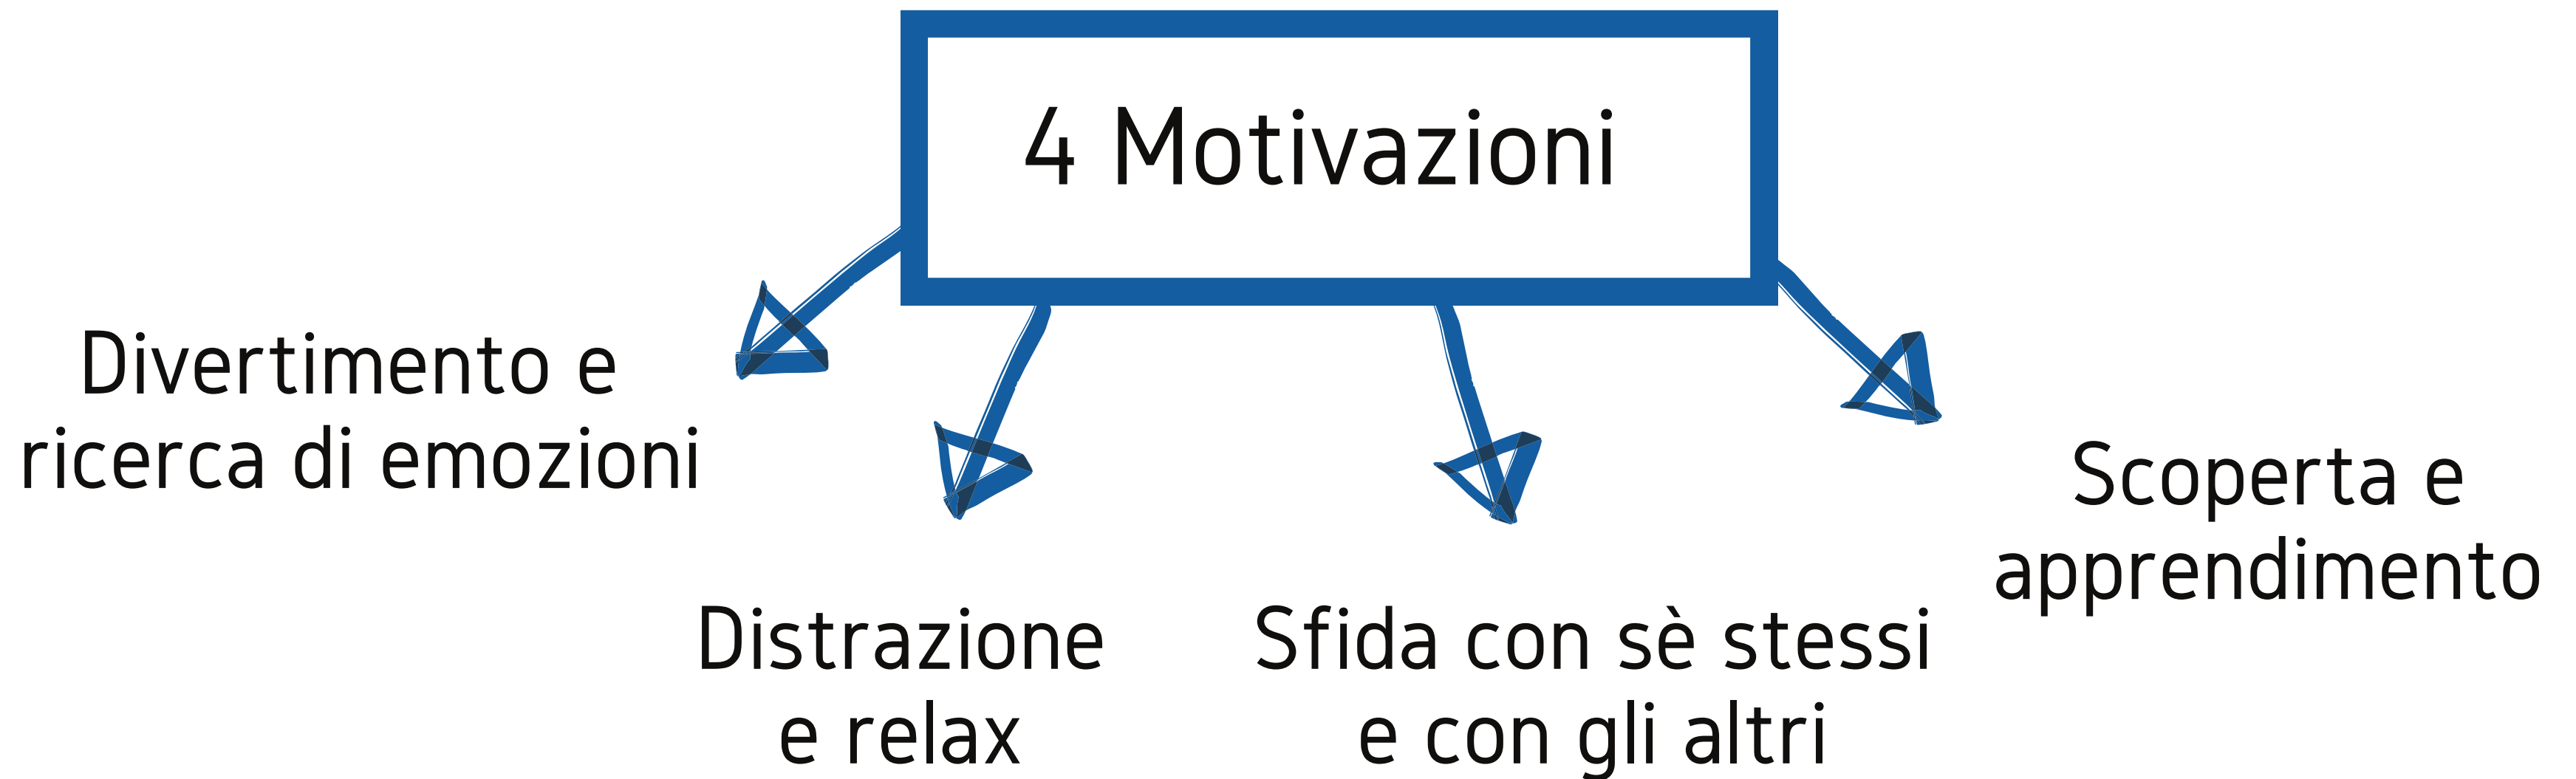 4 Motivazioni
Divertimento e
ricerca di emozioni
Distrazione
e relax
Sfida con sè stessi
e con gli altri
Scoperta e
apprendimento